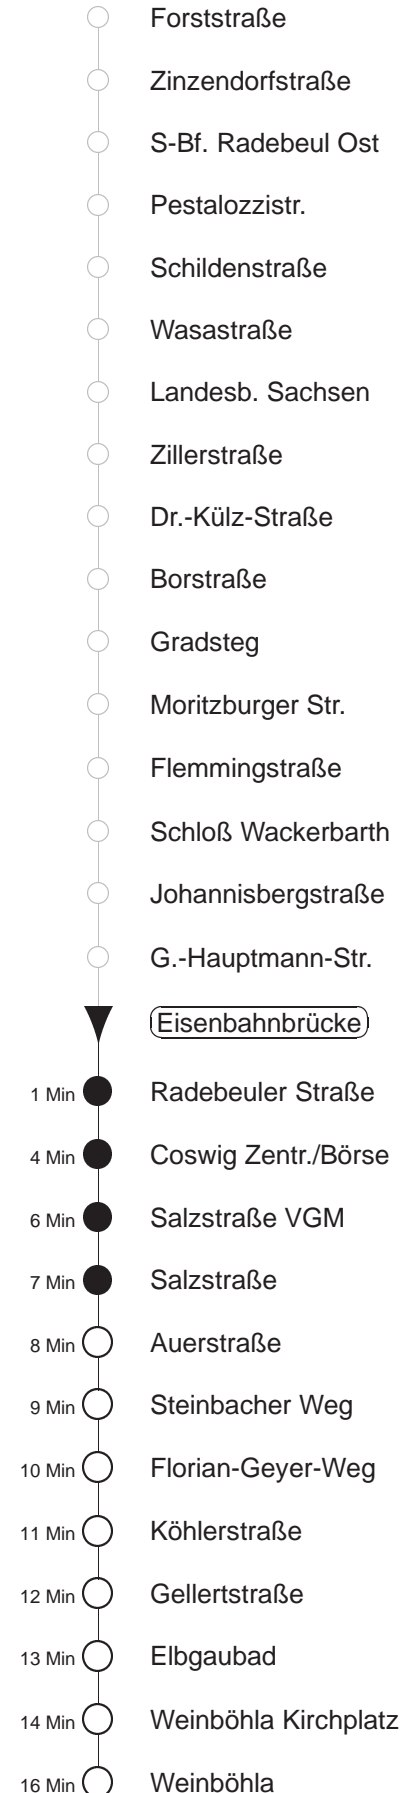 Forststraße
Zinzendorfstraße
S-Bf. Radebeul Ost
Pestalozzistr.
Schildenstraße
Wasastraße
Landesb. Sachsen
Zillerstraße
Dr.-Külz-Straße
Borstraße
Gradsteg
Moritzburger Str.
Flemmingstraße
Schloß Wackerbarth
Johannisbergstraße
G.-Hauptmann-Str.
Eisenbahnbrücke
1 Min Radebeuler Straße
4 Min Coswig Zentr./Börse
6 Min Salzstraße VGM
7 Min Salzstraße
8 Min Auerstraße
9 Min Steinbacher Weg
10 Min Florian-Geyer-Weg
11 Min Köhlerstraße
12 Min Gellertstraße
13 Min Elbgaubad
14 Min Weinböhla Kirchplatz
16 Min Weinböhla